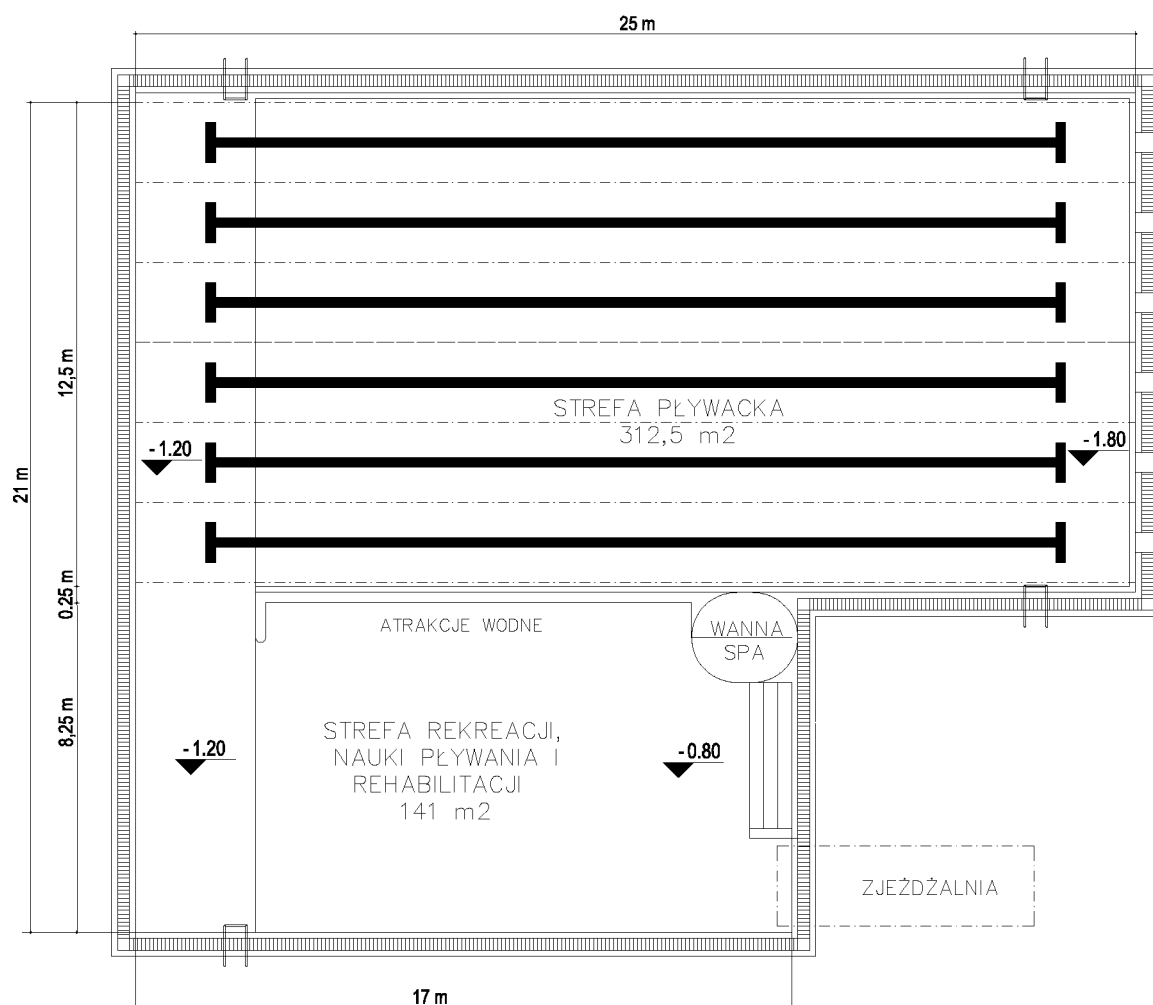 25 m
12,5 m
21 m
0.25 m
8,25 m
STREFA PŁYWACKA
312,5 m2
-1.20
-1.80
ATRAKCJE WODNE
WANNA
SPA
STREFA REKREACJI,
NAUKI PŁYWANIA I
REHABILITACJI
141 m2
-1.20
-0.80
ZJEŻDŻALNIA
17 m